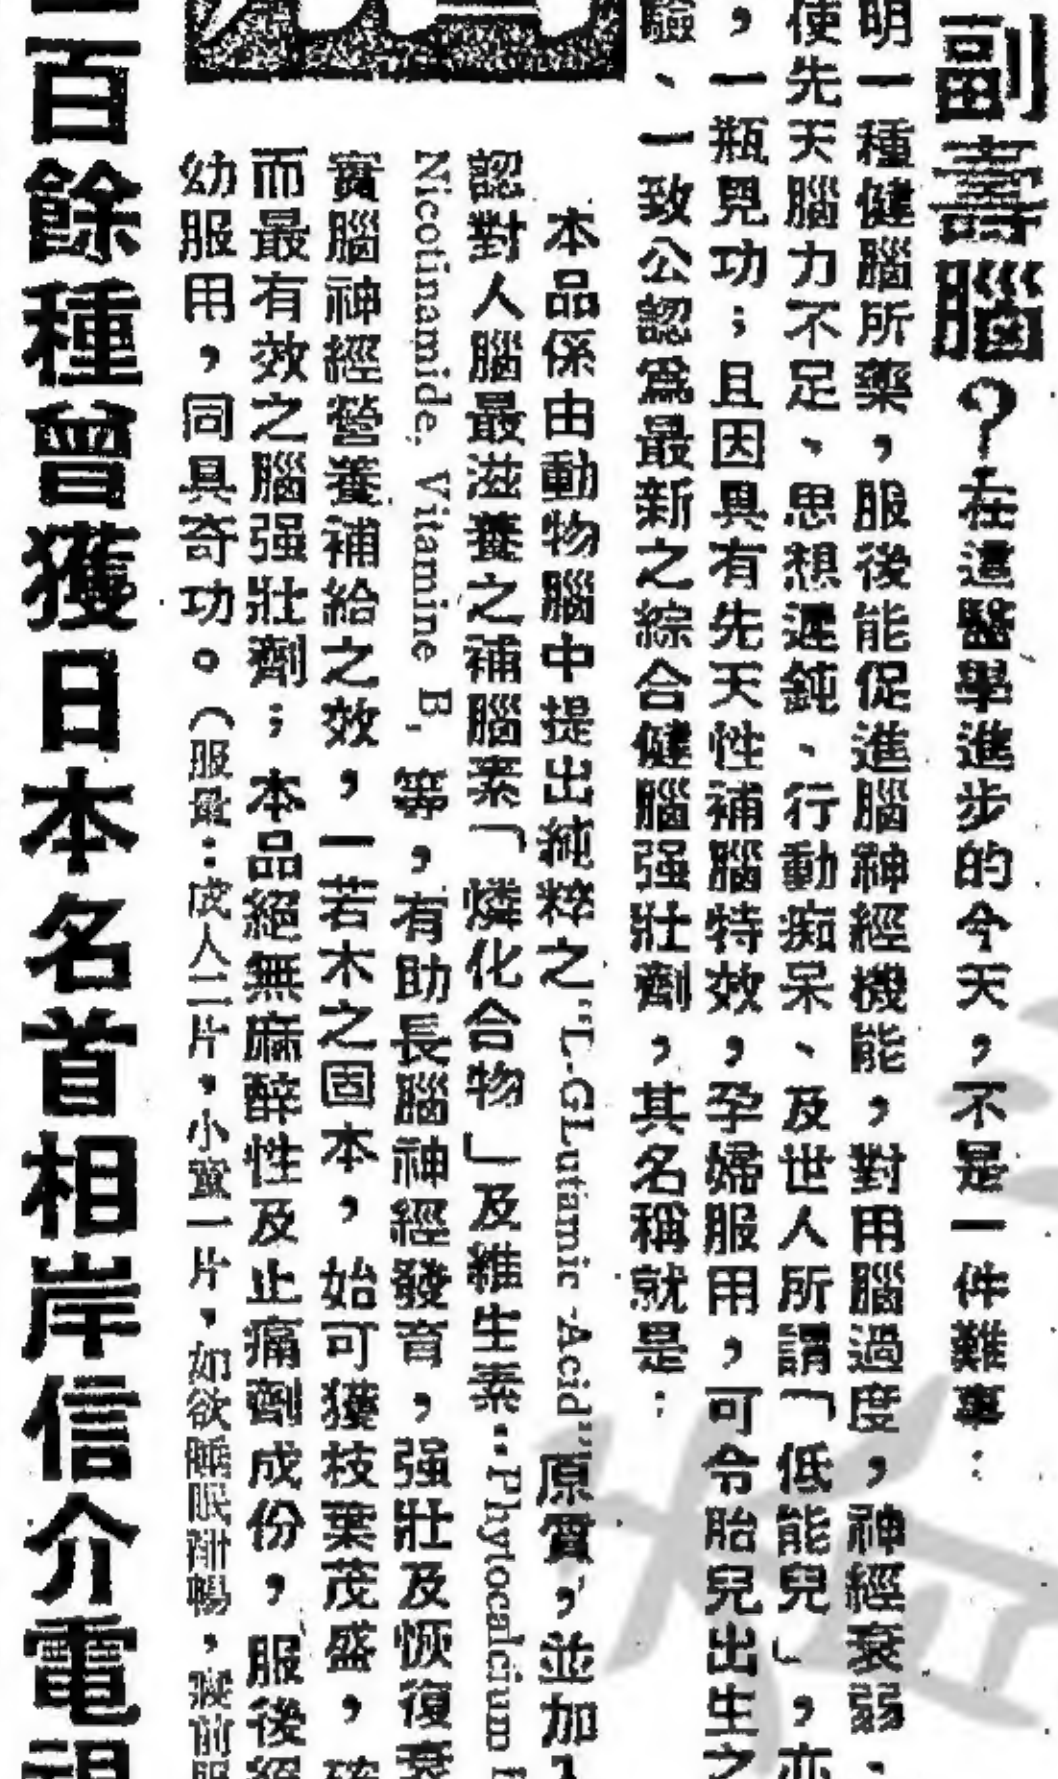 副壽腦？在這醫學進步的今天，不是一件難事：
明一種健腦所藥，服後能促進腦神經機能，對用腦過度，神經衰弱、
使先天腦力不足、思想遲鈍、行動痴呆、及世人所謂「低能兒」，亦
，一瓶見功；且因具有先天性補腦特效，孕婦服用，可令胎兒出生之
驗、一致公認爲最新之綜合健腦强壯劑，其名稱就是：
本品係由動物腦中提出純粹之“L-GLutamic-Acid”原質，並加入
認對人腦最滋養之補腦素「燐化合物」及維生素：Phytocalcium
Nicotinamide, Vitamine B, 等，有助長腦神經發育，强壯及恢復衰
實腦神經營養補給之效，一若木之固本，始可獲枝葉茂盛，確
而最有效之腦强壯劑；本品絕無麻醉性及止痛劑成份，服後絕
幼服用，同具奇功。（服量：成人二片，小童一片，如欲睡眠酣暢，寢前服
百餘種曾獲日本名首相岸信介電視